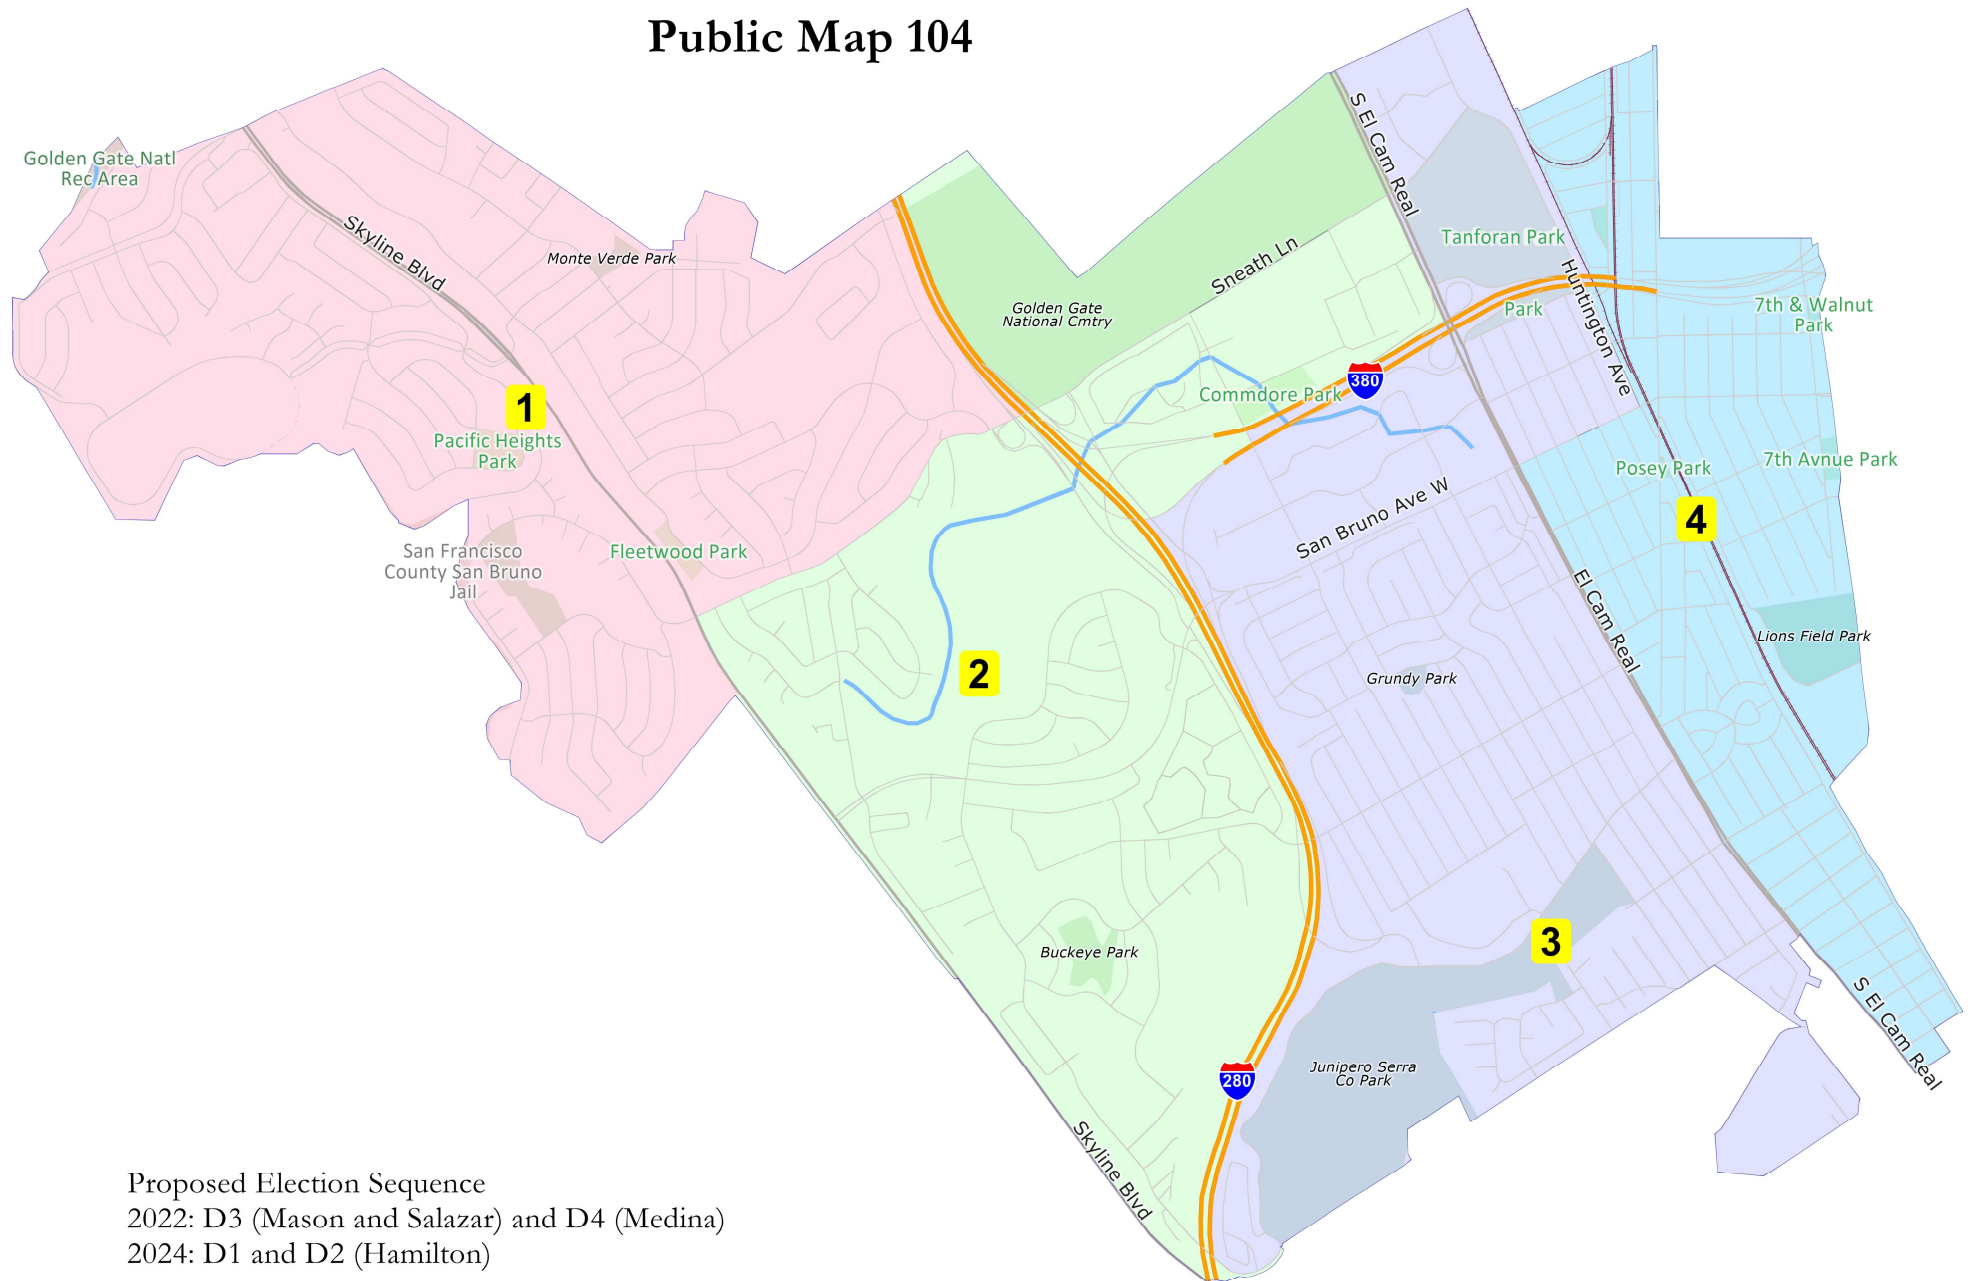 Public Map 104
S El Cam Real
Golden Gate Natl
Rec Area
Skyline Blvd
Monte Verde Park
Tanforan Park
Sneath Ln
Golden Gate
National Cmtry
Huntington Ave
Park
7th & Walnut
Park
380
Commdore Park
1
Pacific Heights
Park
Posey Park
7th Avnue Park
San Bruno Ave W
4
San Francisco
County San Bruno
Jail
Fleetwood Park
El Cam Real
Lions Field Park
2
Grundy Park
Buckeye Park
3
S El Cam Real
Junipero Serra
Co Park
280
Skyline Blvd
Proposed Election Sequence
2022: D3 (Mason and Salazar) and D4 (Medina)
2024: D1 and D2 (Hamilton)